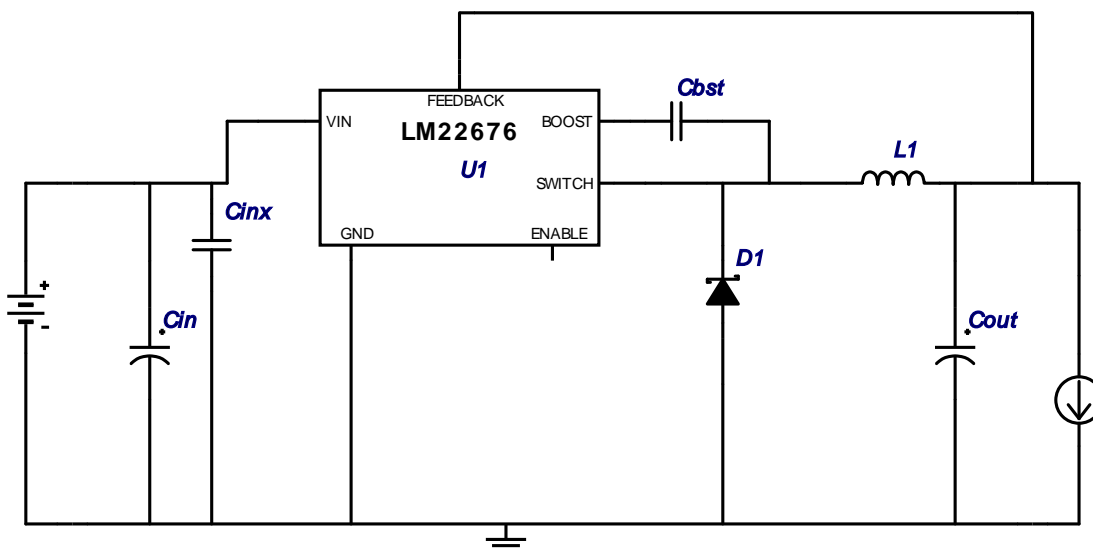 FEEDBACK
VIN
LM22676
BOOST
U1
SWITCH
GND
ENABLE
Cbst
L1
Cinx
D1
+
-
Cin
Cout